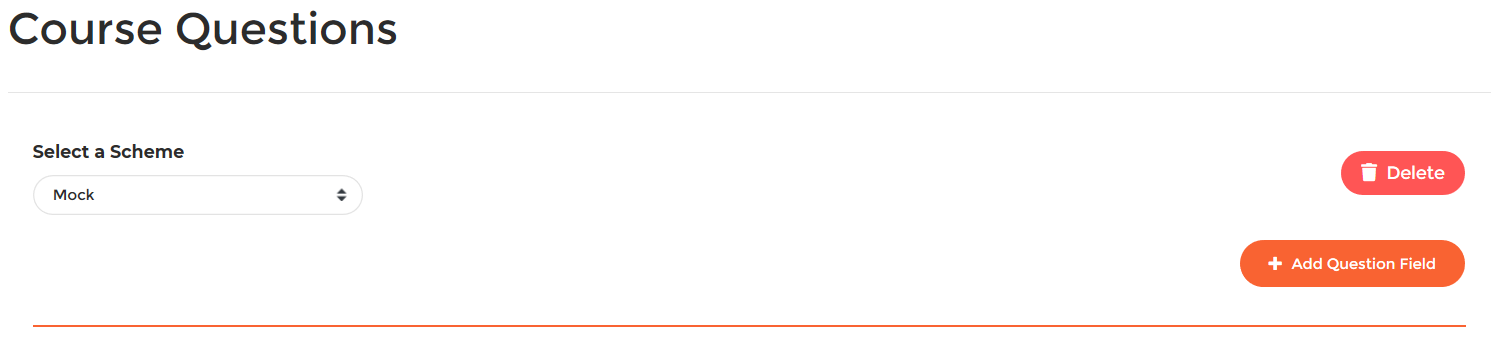 Course Questions
Select a Scheme
Mock
Delete
Add Question Field